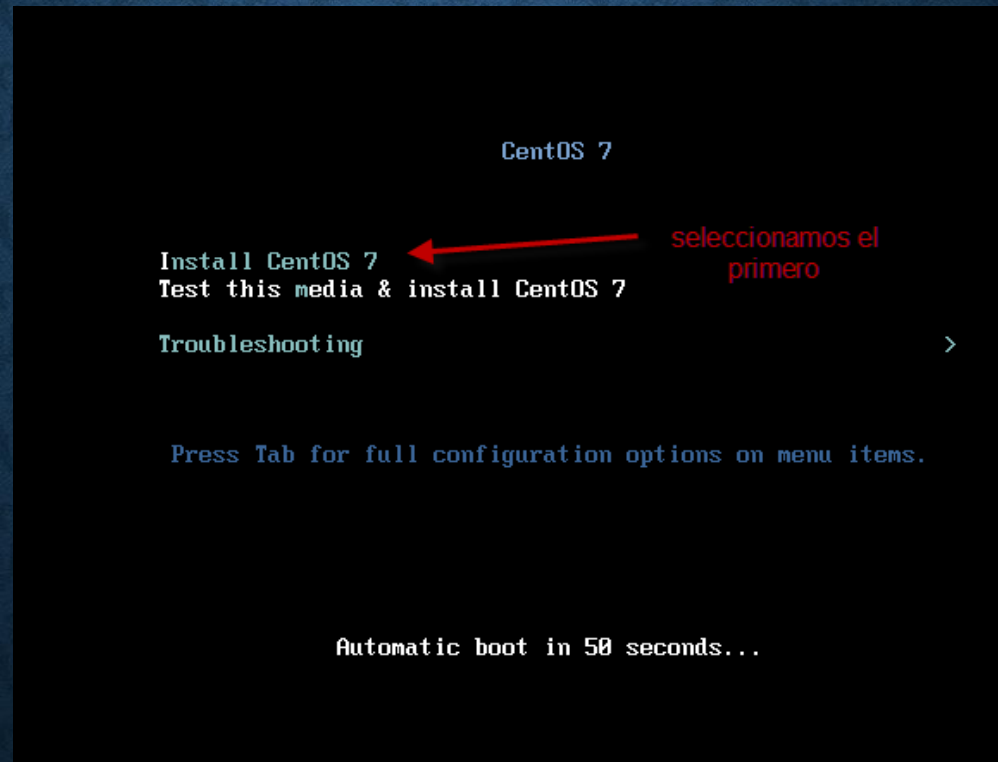 CentOS 7
seleccionamos el
primero
Install CentOS 7
Test this media & install CentOS 7
Troubleshooting >
Press Tab for full configuration options on menu items.
Automatic boot in 50 seconds...